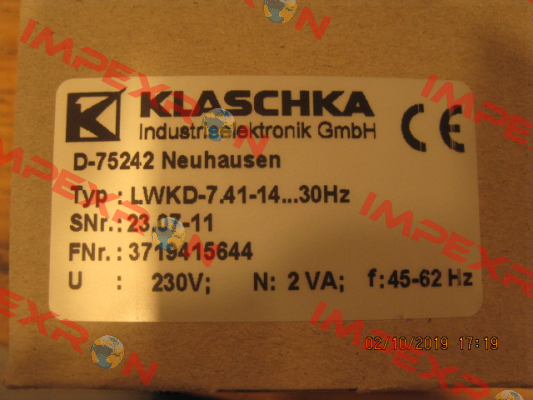 KLASCHKA
Industrieelektronik GmbH
CE
D-75242 Neuhausen
Typ : LWKD-7.41-14...30Hz
SNr.: 23.07-11
FNr.: 3719415644
U : 230V; N: 2 VA; f:45-62 Hz
02/10/2019 17:19
IMPEXRON
IMPEXRON
IMPEXRON
IMPEXRON
IMPEXRON